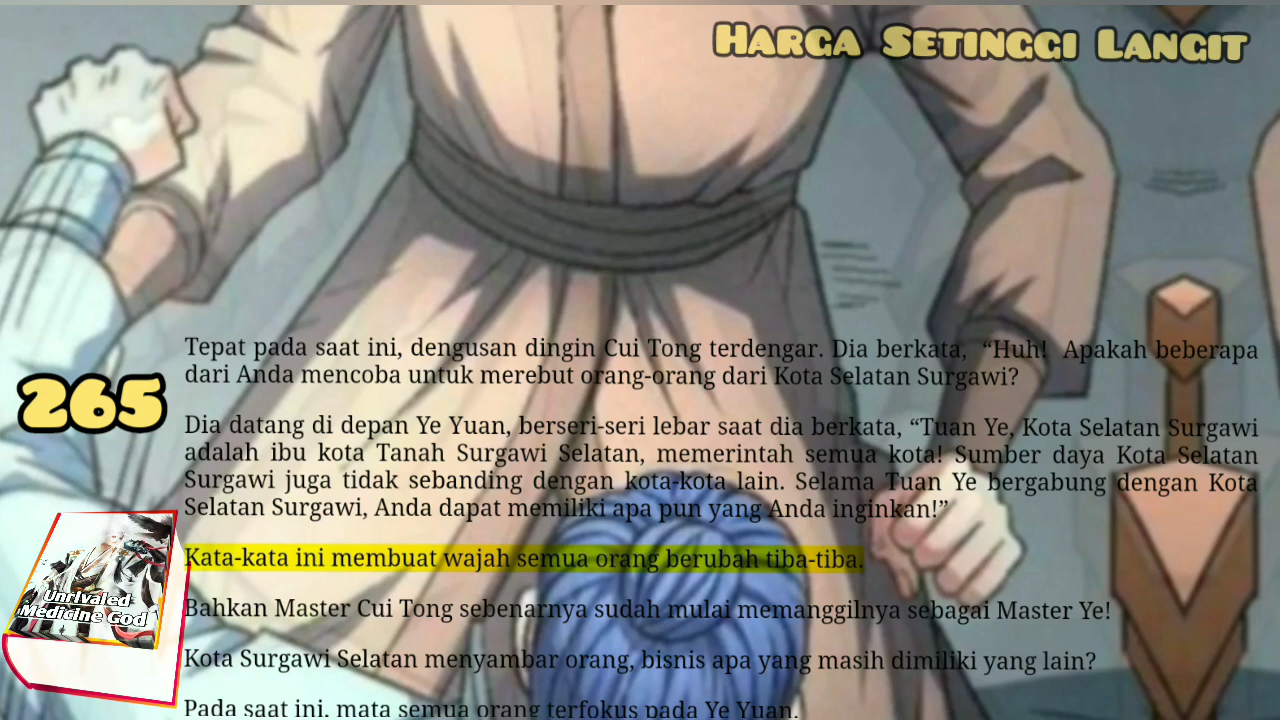 HARGA SETINGGI LANGIT
Tepat pada saat ini, dengusan dingin Cui Tong terdengar. Dia berkata, “Huh! Apakah beberapa
dari Anda mencoba untuk merebut orang-orang dari Kota Selatan Surgawi?
265
Dia datang di depan Ye Yuan, berseri-seri lebar saat dia berkata, “Tuan Ye, Kota Selatan Surgawi
adalah ibu kota Tanah Surgawi Selatan, memerintah semua kota! Sumber daya Kota Selatan
Surgawi juga tidak sebanding dengan kota-kota lain. Selama Tuan Ye bergabung dengan Kota
Selatan Surgawi, Anda dapat memiliki apa pun yang Anda inginkan!”
Kata-kata ini membuat wajah semua orang berubah tiba-tiba.
Unrivaled
Medicine God
Bahkan Master Cui Tong sebenarnya sudah mulai memanggilnya sebagai Master Ye!
Kota Surgawi Selatan menyambar orang, bisnis apa yang masih dimiliki yang lain?
Pada saat ini, mata semua orang terfokus pada Ye Yuan.